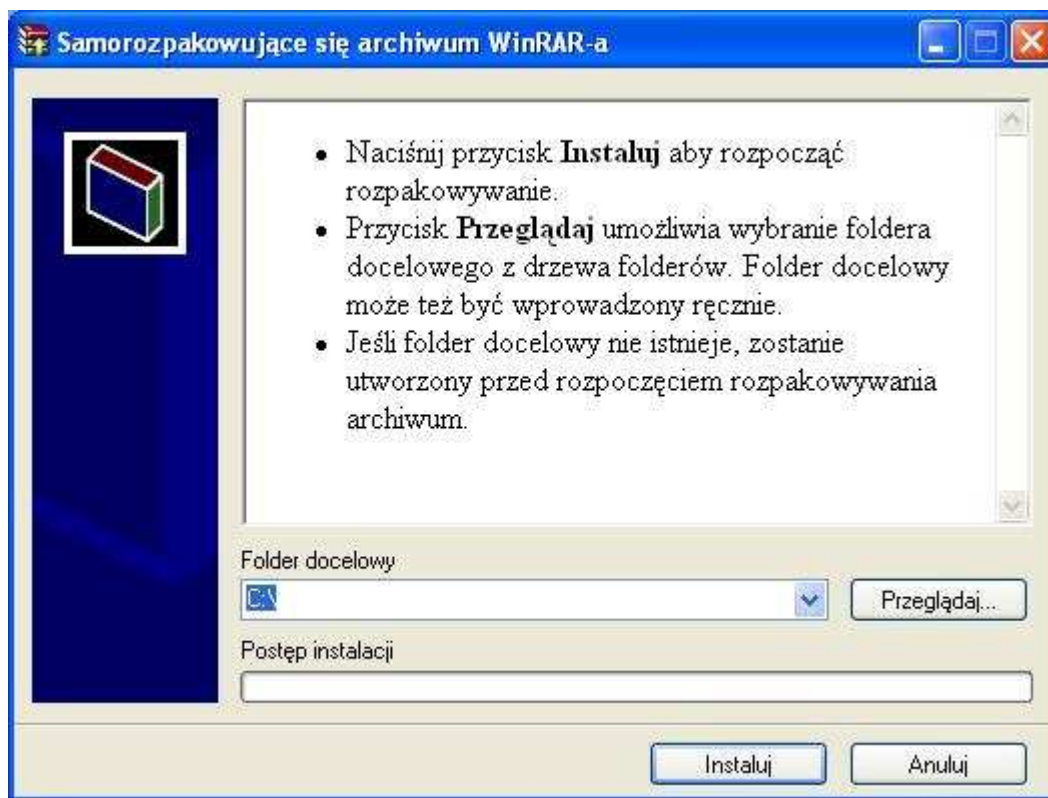 Samorozpakowujące się archiwum WinRAR-a
• Naciśnij przycisk Instaluj aby rozpocząć
rozpakowywanie.
• Przycisk Przeglądaj umożliwia wybranie foldera
docelowego z drzewa folderów. Folder docelowy
może też być wprowadzony ręcznie.
• Jeśli folder docelowy nie istnieje, zostanie
utworzony przed rozpoczęciem rozpakowywania
archiwum.
Folder docelowy
C:\
Przeglądaj...
Postęp instalacji
Instaluj
Anuluj